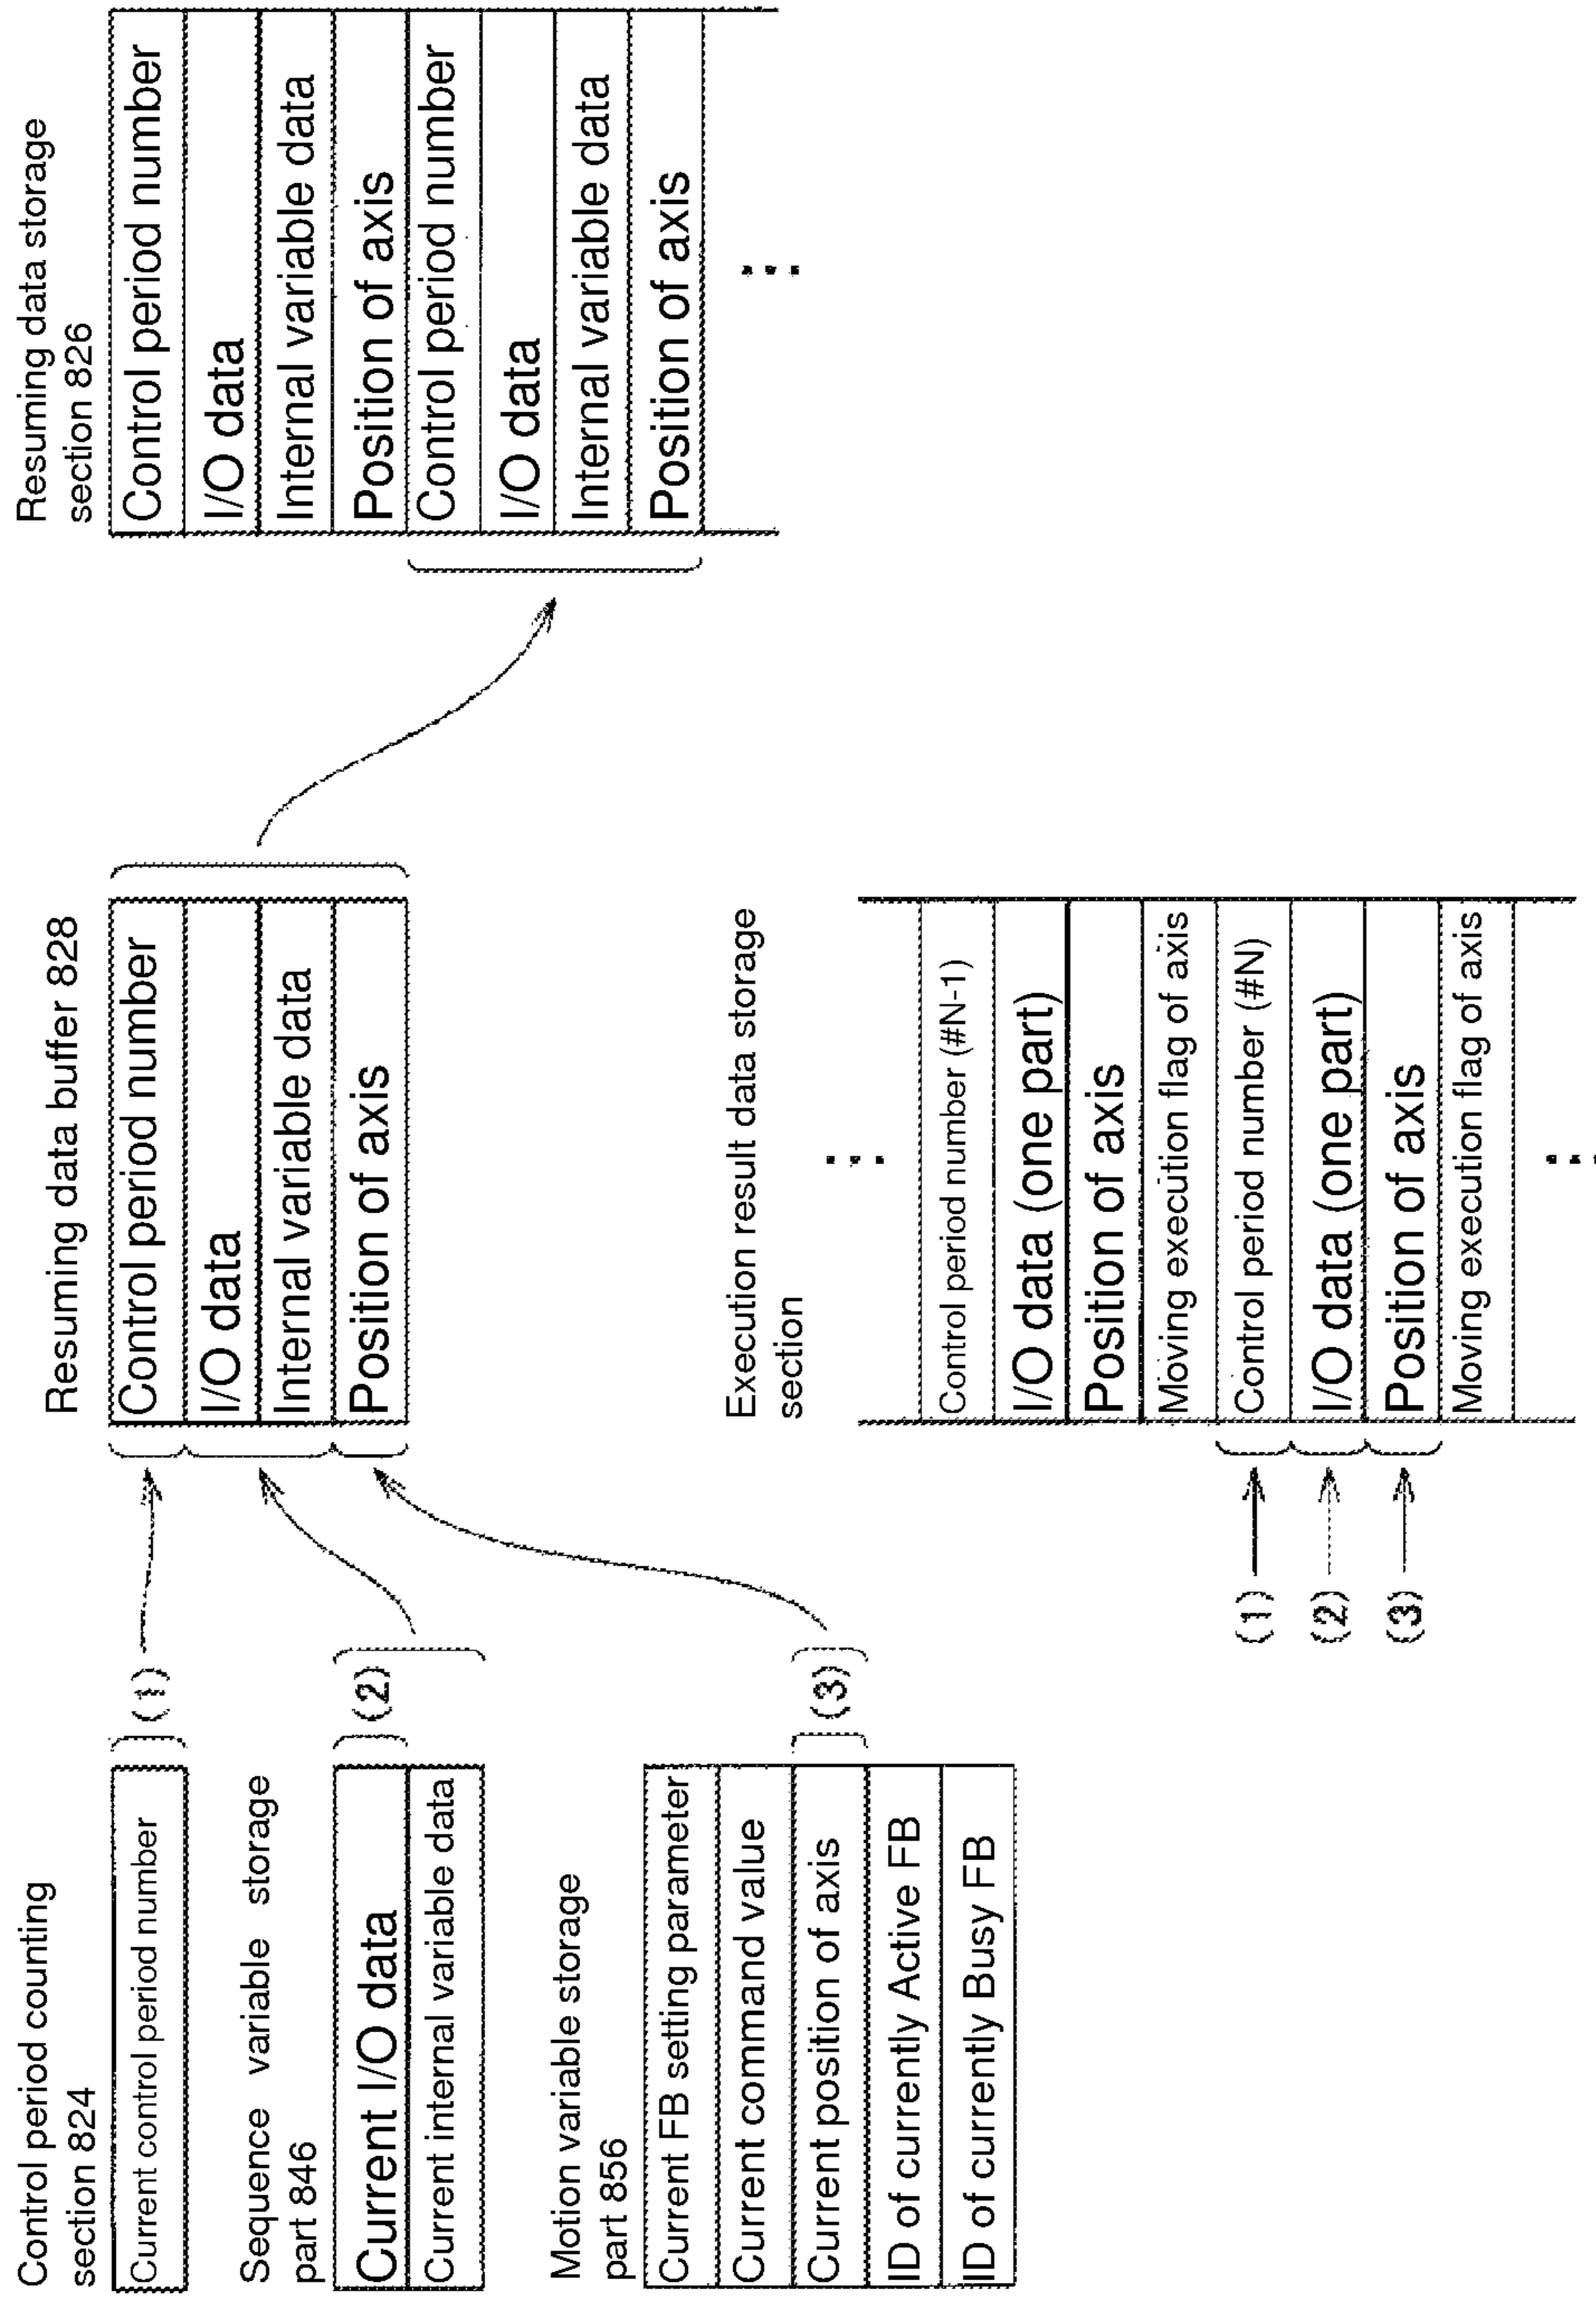 Control period counting
section 824
Current control period number
(1)
Sequence variable storage
part 846
Current I/O data
Current internal variable data
(2)
Motion variable storage
part 856
Current FB setting parameter
Current command value
Current position of axis
ID of currently Active FB
ID of currently Busy FB
(3)
Resuming data buffer 828
Control period number
I/O data
Internal variable data
Position of axis
Execution result data storage
section
Control period number (#N-1)
I/O data (one part)
Position of axis
Moving execution flag of axis
Control period number (#N)
I/O data (one part)
Position of axis
Moving execution flag of axis
(1)
(2)
(3)
Resuming data storage
section 826
Control period number
I/O data
Internal variable data
Position of axis
Control period number
I/O data
Internal variable data
Position of axis